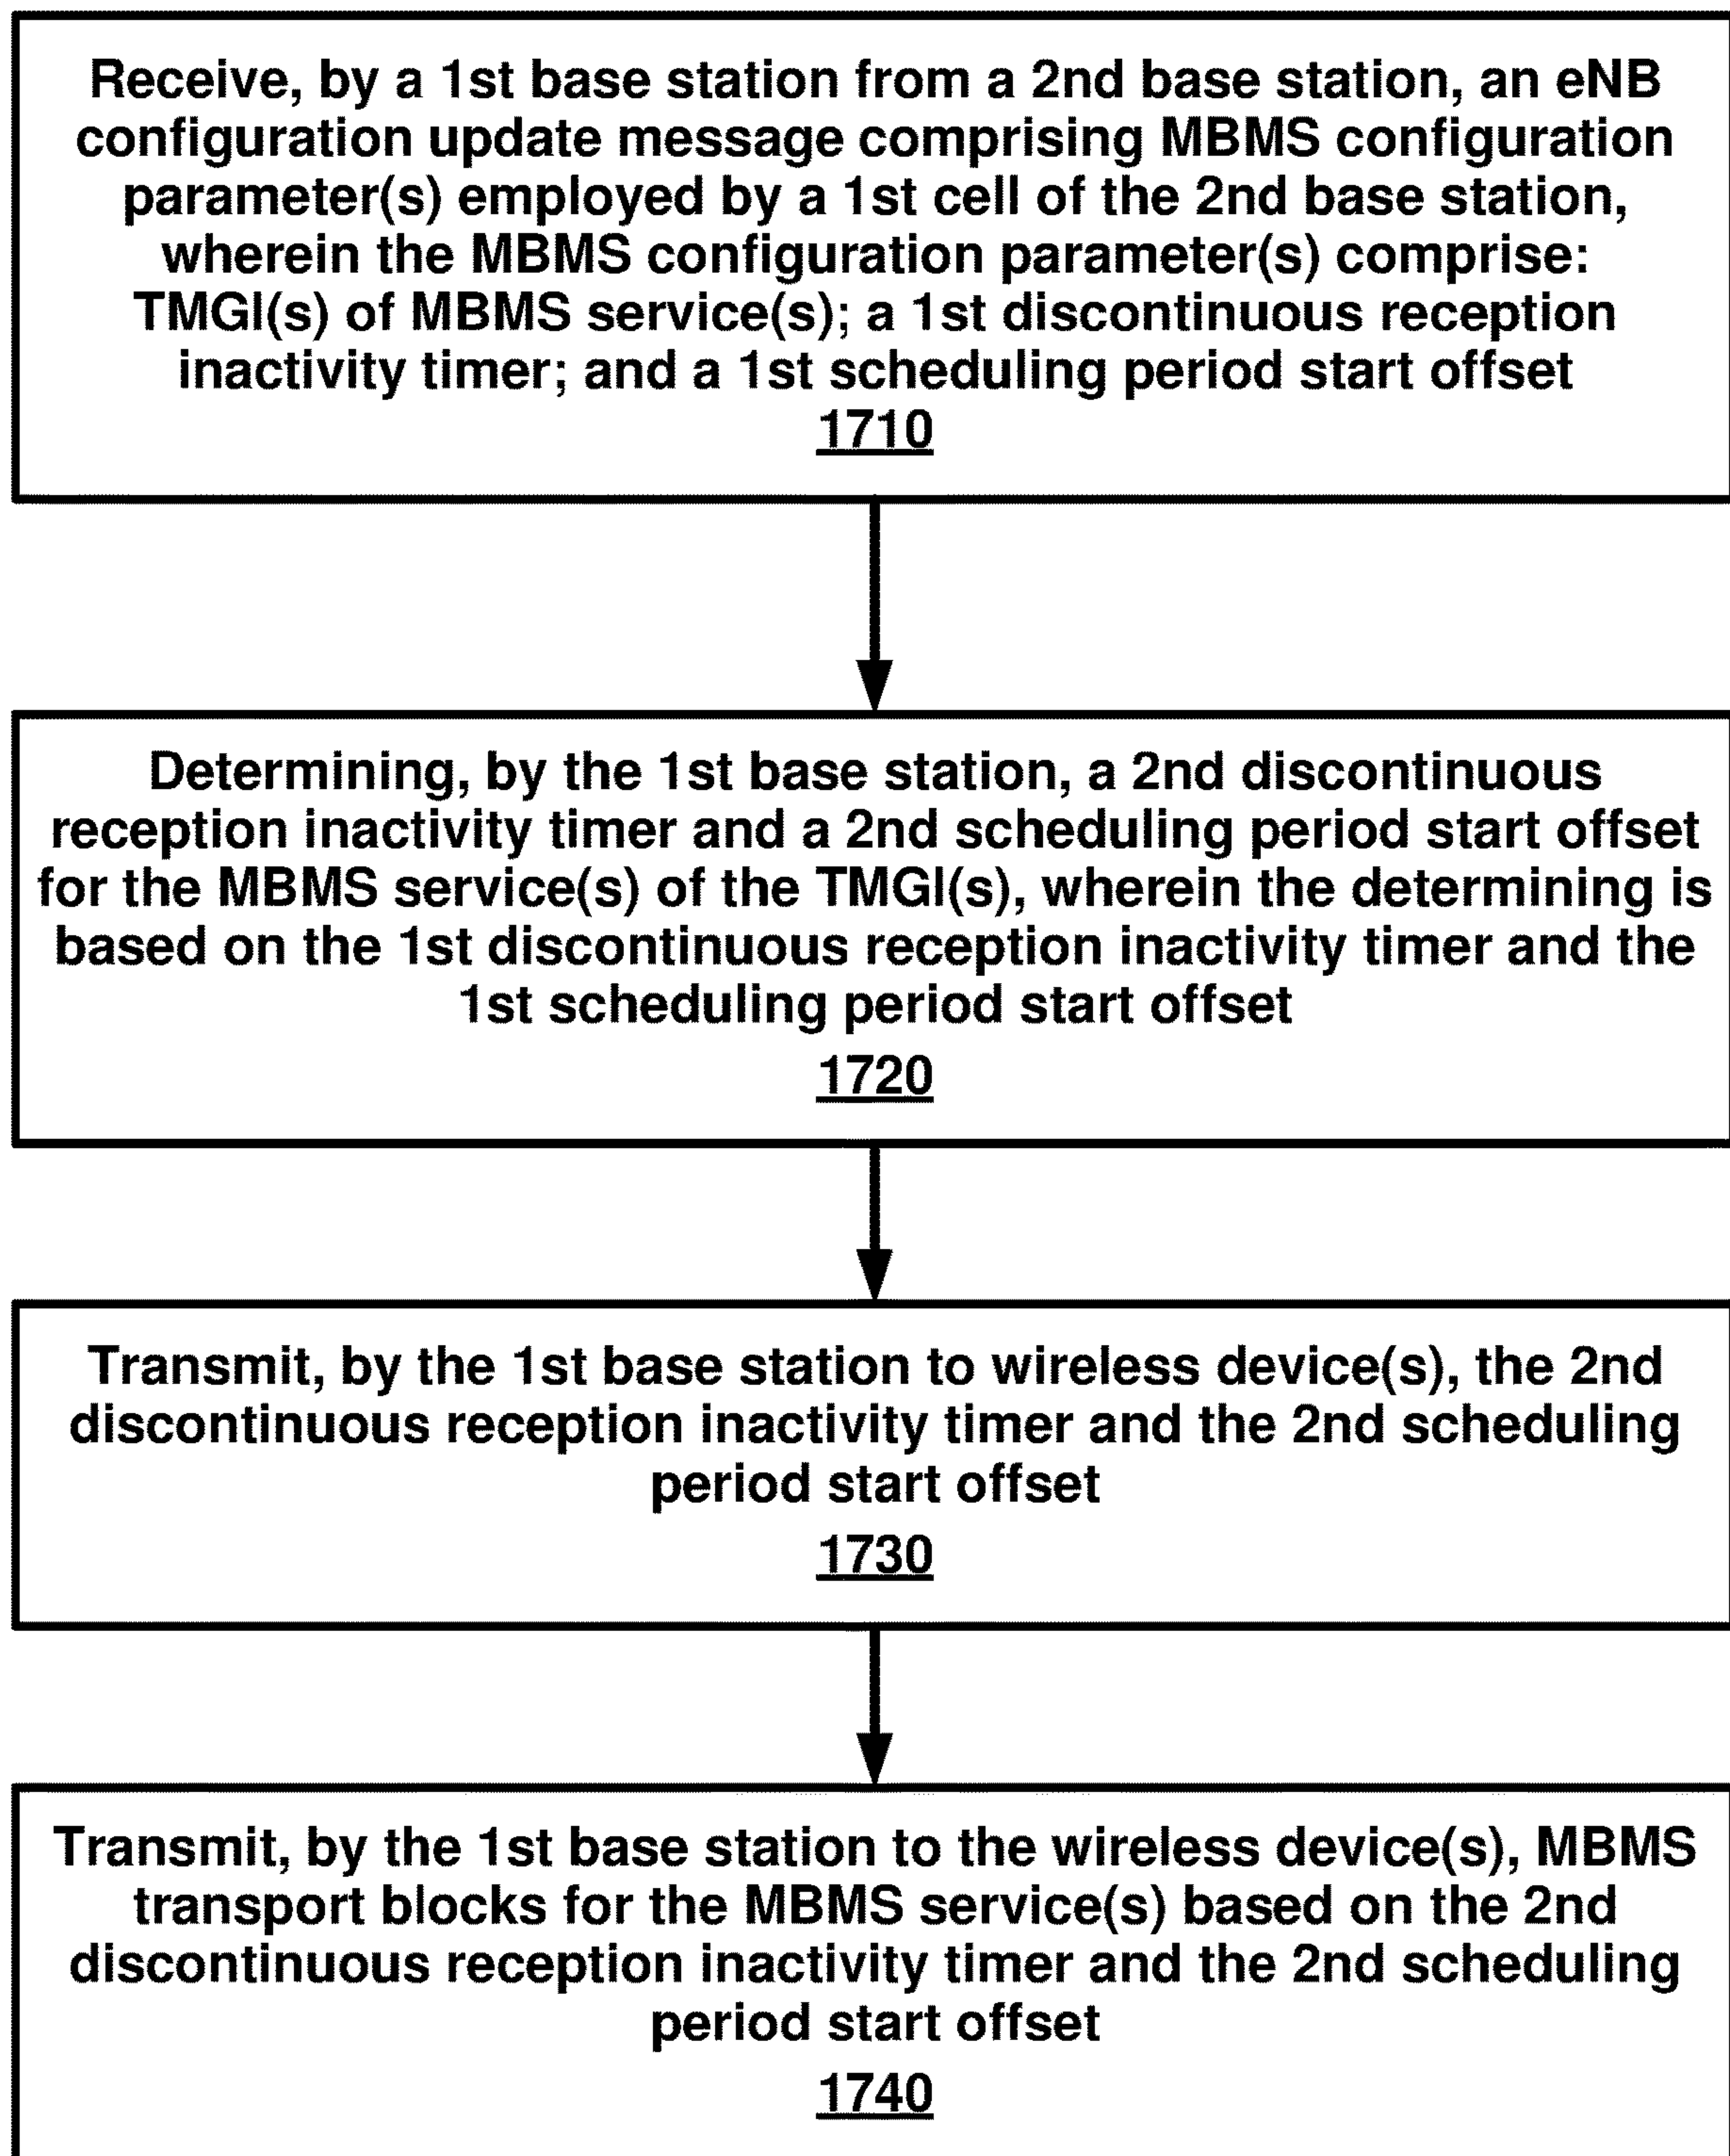 Receive, by a 1st base station from a 2nd base station, an eNB
configuration update message comprising MBMS configuration
parameter(s) employed by a 1st cell of the 2nd base station,
wherein the MBMS configuration parameter(s) comprise:
TMGI(s) of MBMS service(s); a 1st discontinuous reception
inactivity timer; and a 1st scheduling period start offset
1710
Determining, by the 1st base station, a 2nd discontinuous
reception inactivity timer and a 2nd scheduling period start offset
for the MBMS service(s) of the TMGI(s), wherein the determining is
based on the 1st discontinuous reception inactivity timer and the
1st scheduling period start offset
1720
Transmit, by the 1st base station to wireless device(s), the 2nd
discontinuous reception inactivity timer and the 2nd scheduling
period start offset
1730
Transmit, by the 1st base station to the wireless device(s), MBMS
transport blocks for the MBMS service(s) based on the 2nd
discontinuous reception inactivity timer and the 2nd scheduling
period start offset
1740